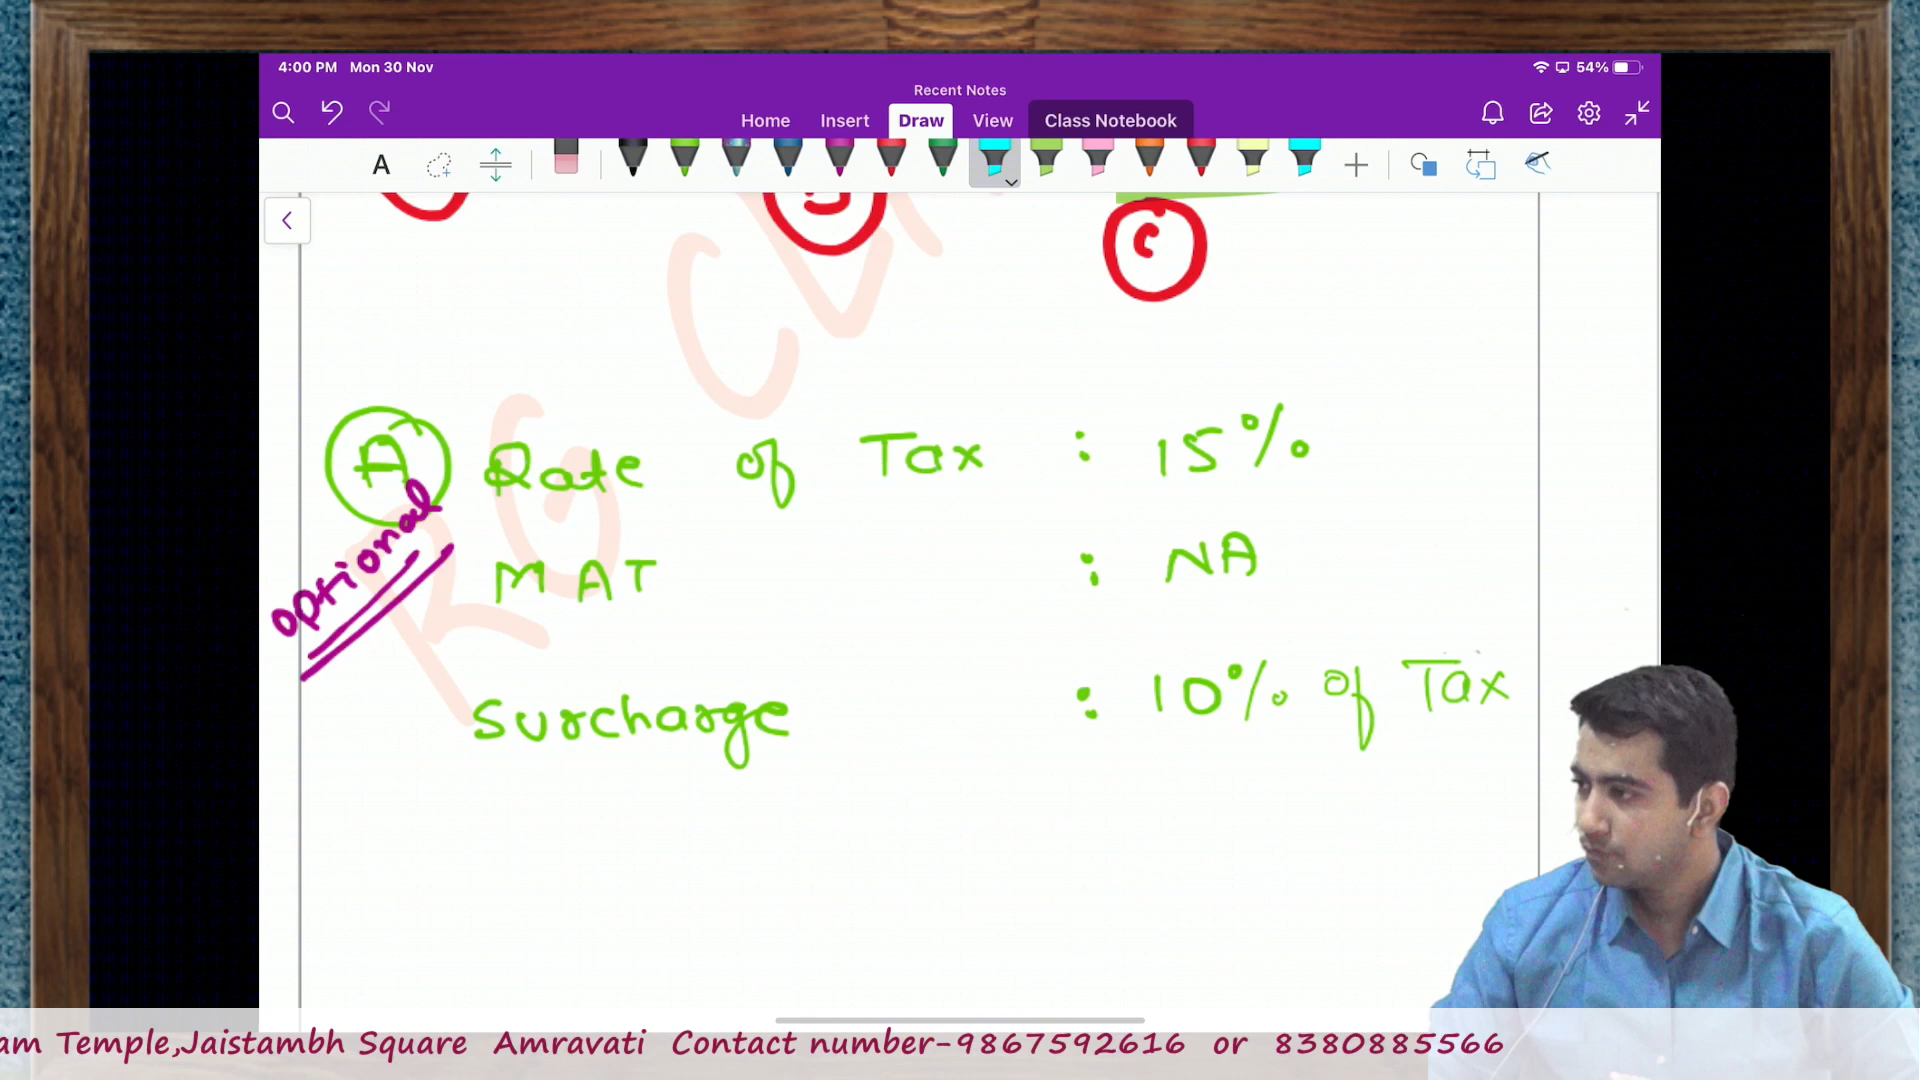 4:00 PM Mon 30 Nov
54%
Recent Notes
Home Insert Draw View Class Notebook
A
C
A Rate of Tax : 15%
optional
MAT : NA
Surcharge : 10% of Tax
RG
am Temple,Jaistambh Square Amravati Contact number-9867592616 or 8380885566